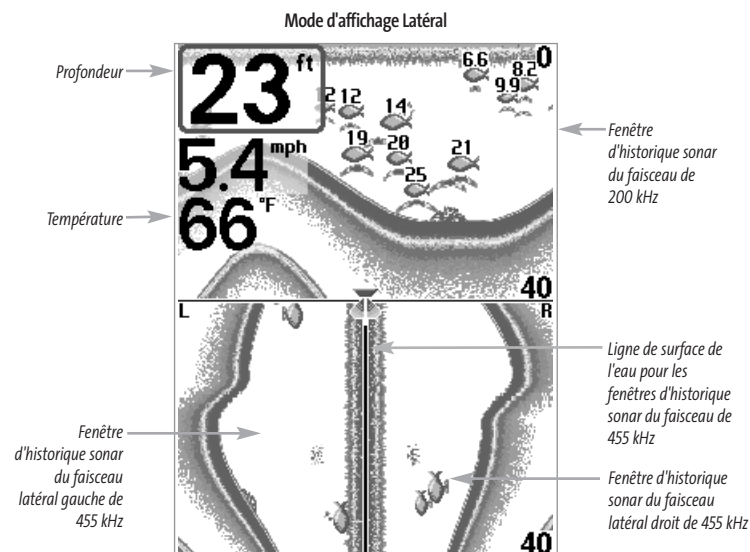 Mode d'affichage Latéral
Profondeur
23 ft
0
6.6
8.2
9.9
2
12
14
19
20
21
25
5.4 mph
66 °F
Température
40
Fenêtre
d'historique sonar
du faisceau de
200 kHz
L
R
Ligne de surface de
l'eau pour les
fenêtres d'historique
sonar du faisceau de
455 kHz
Fenêtre
d'historique sonar
du faisceau
latéral gauche de
455 kHz
Fenêtre d'historique
sonar du faisceau
latéral droit de 455 kHz
40